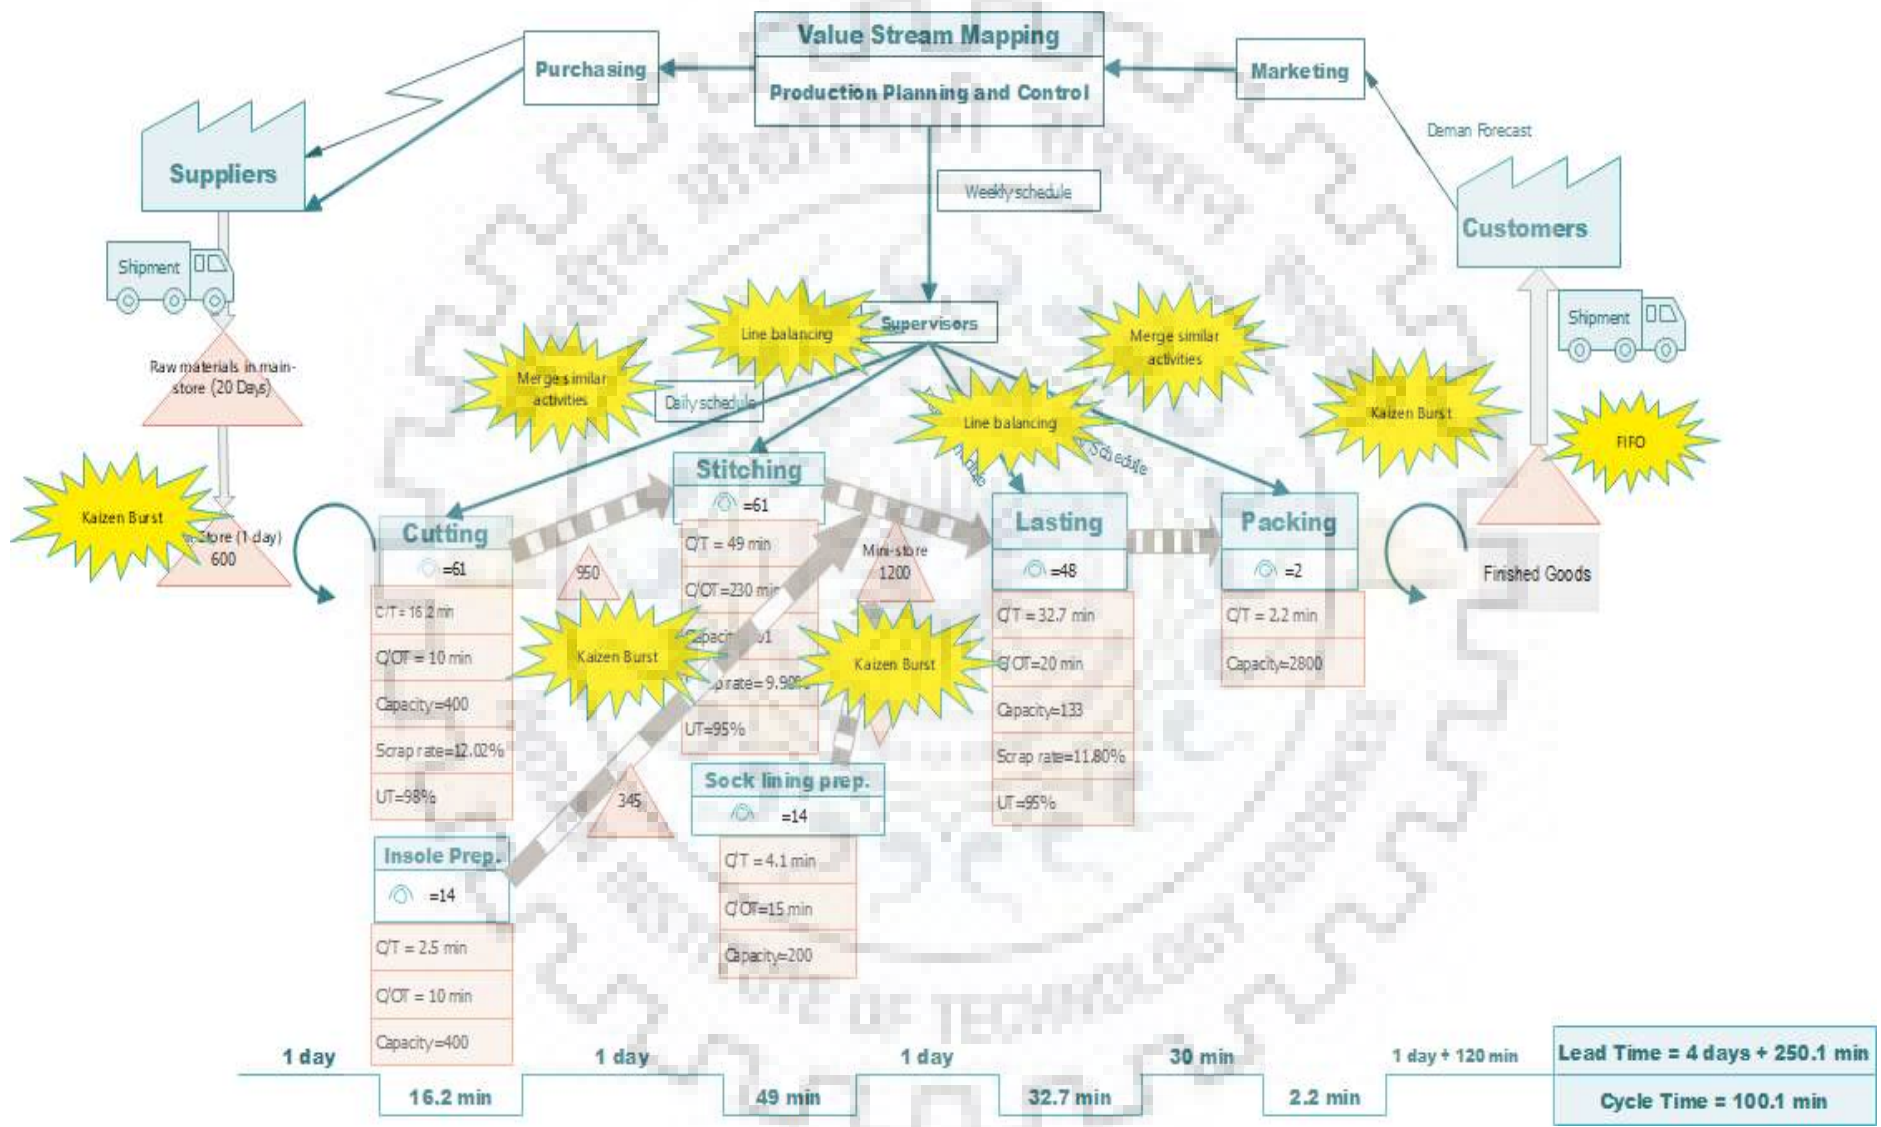 Value Stream Mapping
Production Planning and Control
Purchasing
Marketing
Deman Forecast
Suppliers
Weekly schedule
Customers
Shipment
Shipment
Supervisors
Line balancing
Merge similar
activities
Merge similar
activities
Daily schedule
Line balancing
Schedule
Kaizen Burst
FIFO
Raw materials in main-
store (20 Days)
Kaizen Burst
(1 day)
600
Cutting
=61
C/T = 16.2 min
C/OT = 10 min
Capacity=400
Scrap rate=12.02%
UT=98%
950
Kaizen Burst
Stitching
=61
C/T = 49 min
C/OT=230 min
UT=95%
Mini-store
1200
Kaizen Burst
Lasting
=48
C/T = 32.7 min
C/OT=20 min
Capacity=133
Scrap rate=11.80%
UT=95%
Packing
=2
C/T = 2.2 min
Capacity=2800
Finished Goods
345
Sock lining prep.
=14
C/T = 4.1 min
C/OT=15 min
Capacity=200
Insole Prep.
=14
C/T = 2.5 min
C/OT = 10 min
Capacity=400
1 day
16.2 min
1 day
49 min
1 day
32.7 min
30 min
2.2 min
1 day + 120 min
Lead Time = 4 days + 250.1 min
Cycle Time = 100.1 min
OF TECHNOLOGY